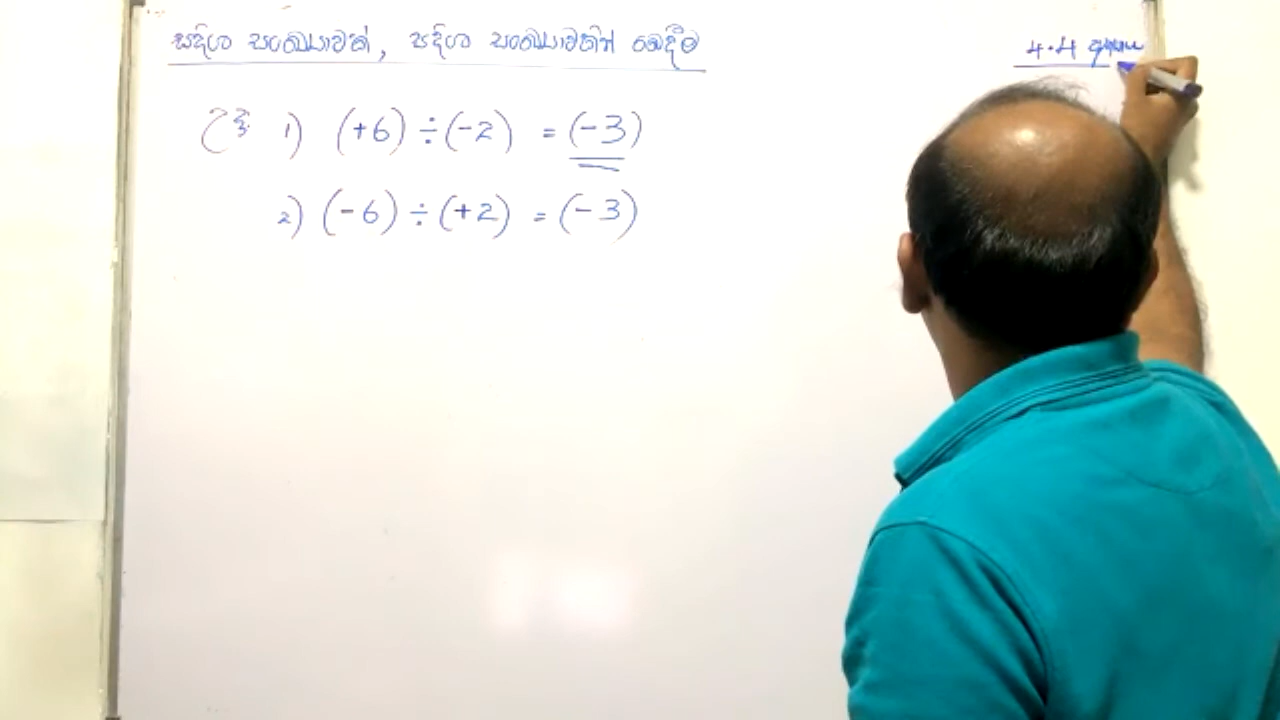 සදිශ සංඛ්‍යාවක්, සදිශ සංඛ්‍යාවකින් බෙදීම
4.4 අභ්‍යාස
උදා: 1) (+6) ÷ (-2) = (-3)
2) (-6) ÷ (+2) = (-3)